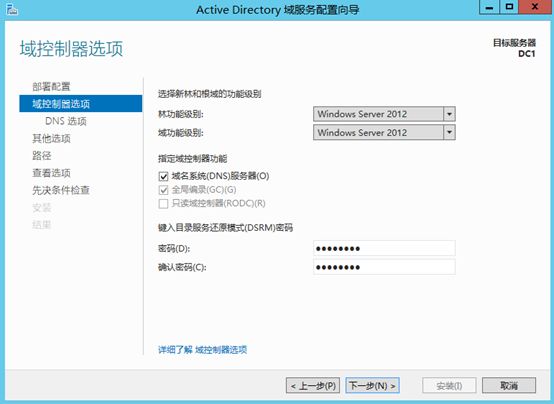 Active Directory 域服务配置向导
域控制器选项
目标服务器
DC1
部署配置
域控制器选项
DNS 选项
其他选项
路径
查看选项
先决条件检查
安装
结果
选择新林和根域的功能级别
林功能级别: Windows Server 2012
域功能级别: Windows Server 2012
指定域控制器功能
域名系统(DNS)服务器(O)
全局编录(GC)(G)
只读域控制器(RODC)(R)
键入目录服务还原模式(DSRM)密码
密码(D): ●●●●●●●●
确认密码(C): ●●●●●●●●
详细了解 域控制器选项
< 上一步(P) 下一步(N) > 安装(I) 取消